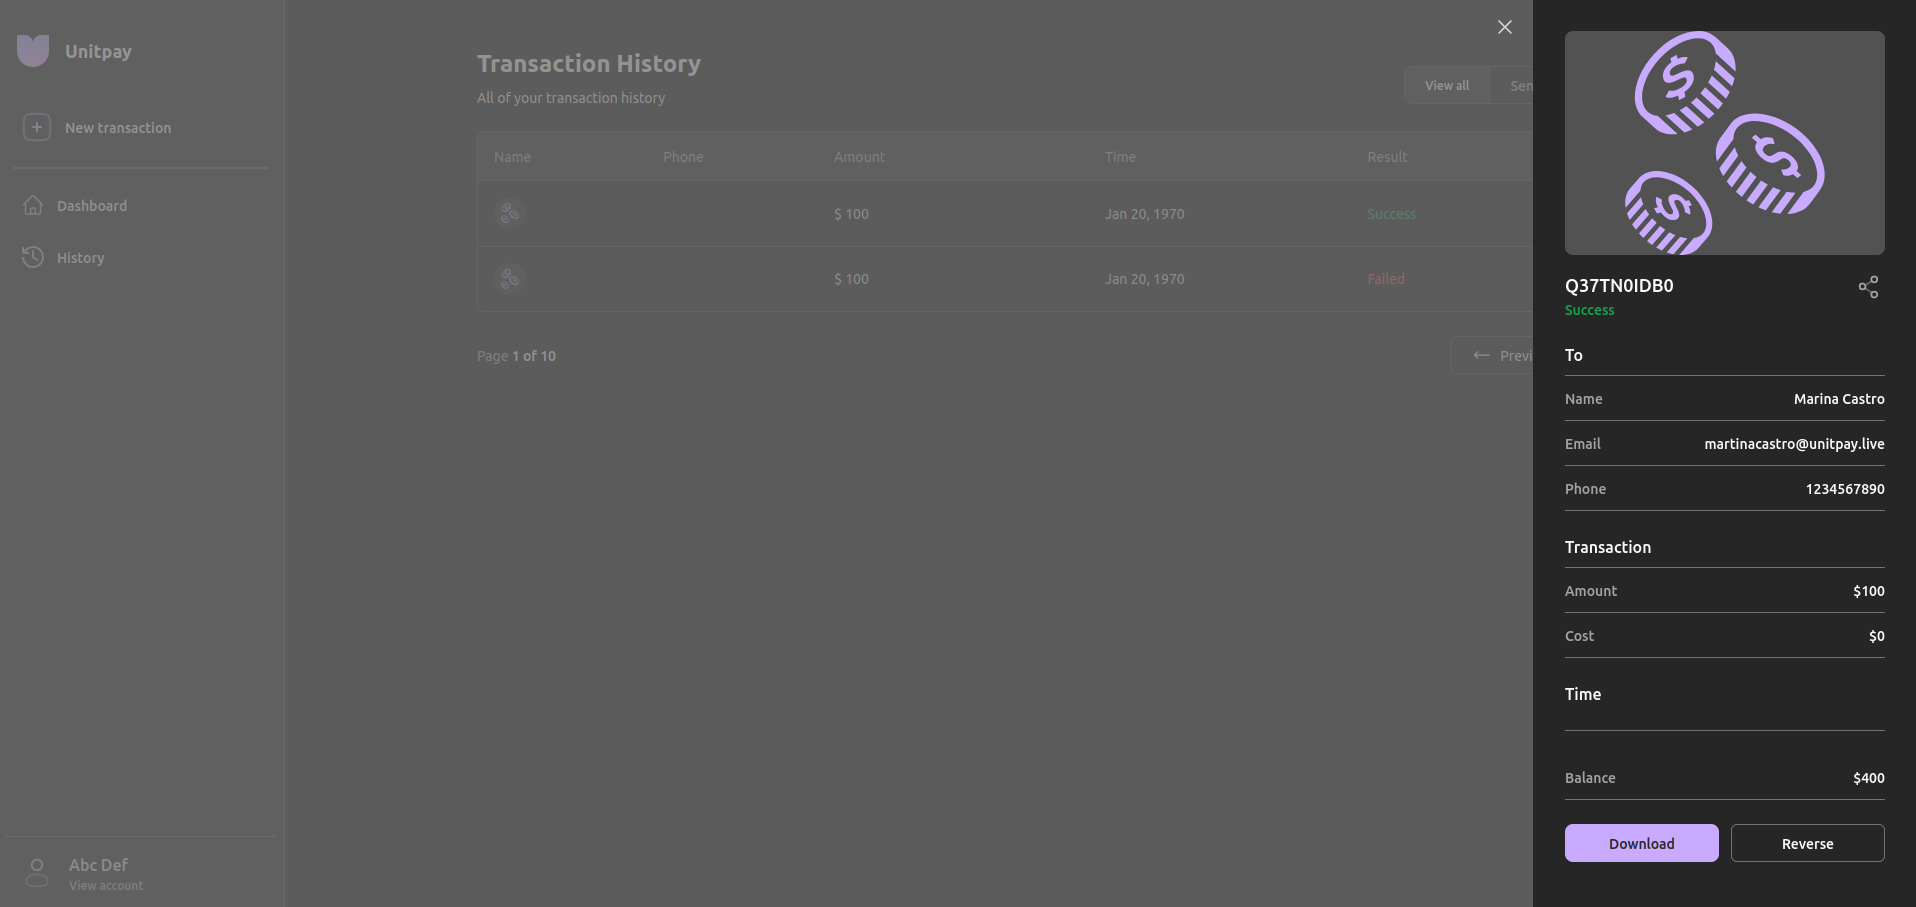 Unitpay
New transaction
Dashboard
History
Abc Def
View account
Transaction History
All of your transaction history
View all
Sen
Name Phone Amount Time Result
$ 100 Jan 20, 1970 Success
$ 100 Jan 20, 1970 Failed
Page 1 of 10
Previ
Q37TN0IDB0
Success
To
Name Marina Castro
Email martinacastro@unitpay.live
Phone 1234567890
Transaction
Amount $100
Cost $0
Time
Balance $400
Download Reverse